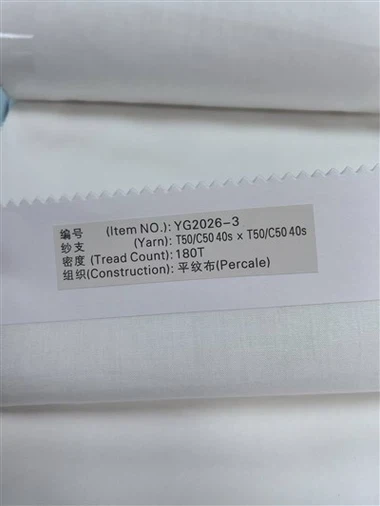 编号 (Item NO.): YG2026-3
纱支 (Yarn): T50/C50 40s x T50/C50 40s
密度 (Tread Count): 180T
组织(Construction): 平纹布(Percale)